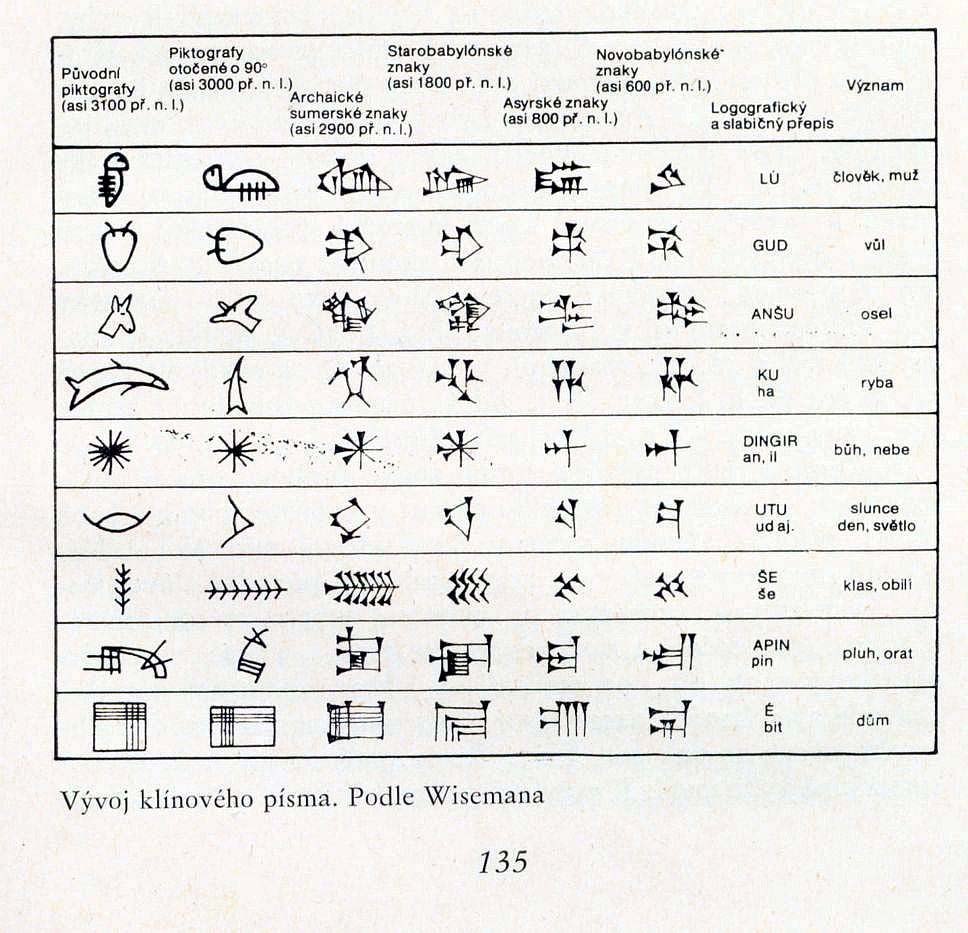 Původní
piktografy
(asi 3100 př. n. l.)
Piktografy
otočené o 90°
(asi 3000 př. n. l.)
Archaické
sumerské znaky
(asi 2900 př. n. l.)
Starobabylónské
znaky
(asi 1800 př. n. l.)
Asyrské znaky
(asi 800 př. n. l.)
Novobabylónské
znaky
(asi 600 př. n. l.)
Logografický
a slabičný přepis
Význam
LÚ člověk, muž
GUD vůl
ANŠU osel
KU
ha
ryba
DINGIR
an, il
bůh, nebe
UTU
ud aj.
slunce
den, světlo
ŠE
še
klas, obilí
APIN
pin
pluh, orat
É
bit
dům
Vývoj klínového písma. Podle Wisemana
135